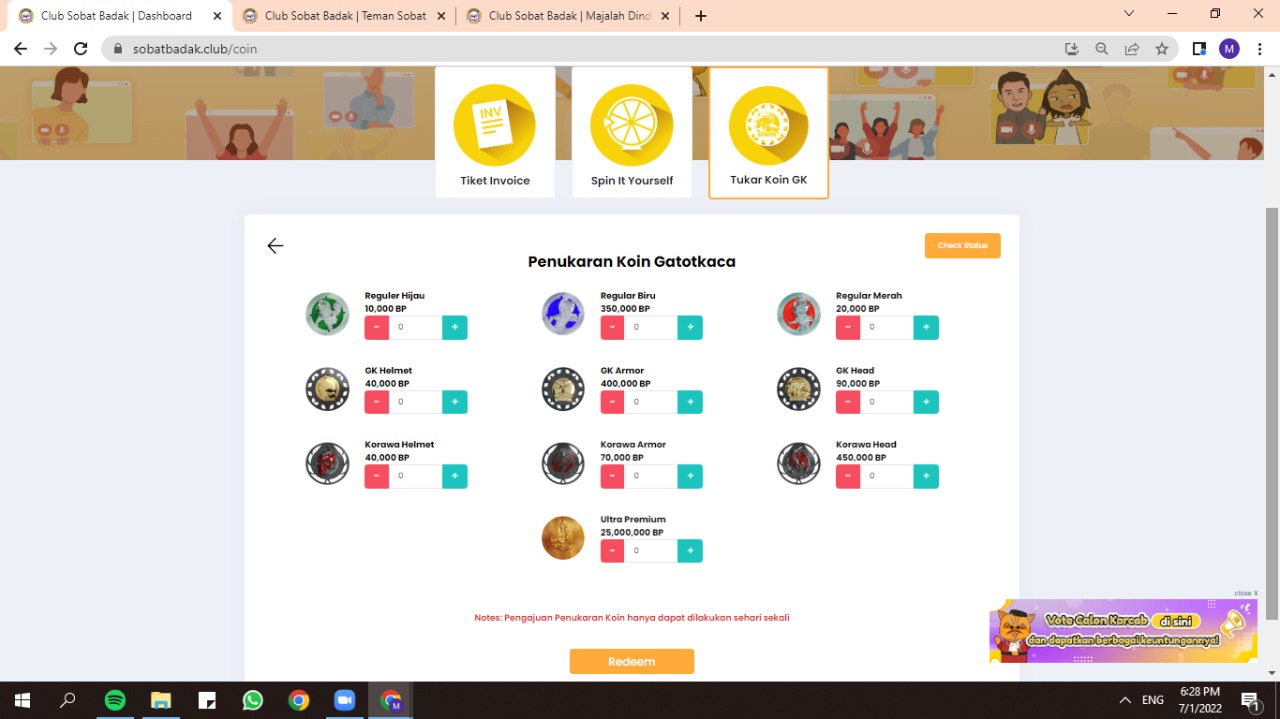 Club Sobat Badak | Dashboard
Club Sobat Badak | Teman Sobat
Club Sobat Badak | Majalah Dind
sobatbadak.club/coin
M
INV
Tiket Invoice
Spin It Yourself
Tukar Koin GK
Check Status
Penukaran Koin Gatotkaca
Reguler Hijau
10,000 BP
- 0 +
Regular Biru
350,000 BP
- 0 +
Regular Merah
20,000 BP
- 0 +
GK Helmet
40,000 BP
- 0 +
GK Armor
400,000 BP
- 0 +
GK Head
90,000 BP
- 0 +
Korawa Helmet
40,000 BP
- 0 +
Korawa Armor
70,000 BP
- 0 +
Korawa Head
450,000 BP
- 0 +
Ultra Premium
25,000,000 BP
- 0 +
close X
Vote Calon Korcab di sini
dan dapatkan berbagai keuntungannya!
Notes: Pengajuan Penukaran Koin hanya dapat dilakukan sehari sekali
Redeem
M
ENG
6:28 PM
7/1/2022
1